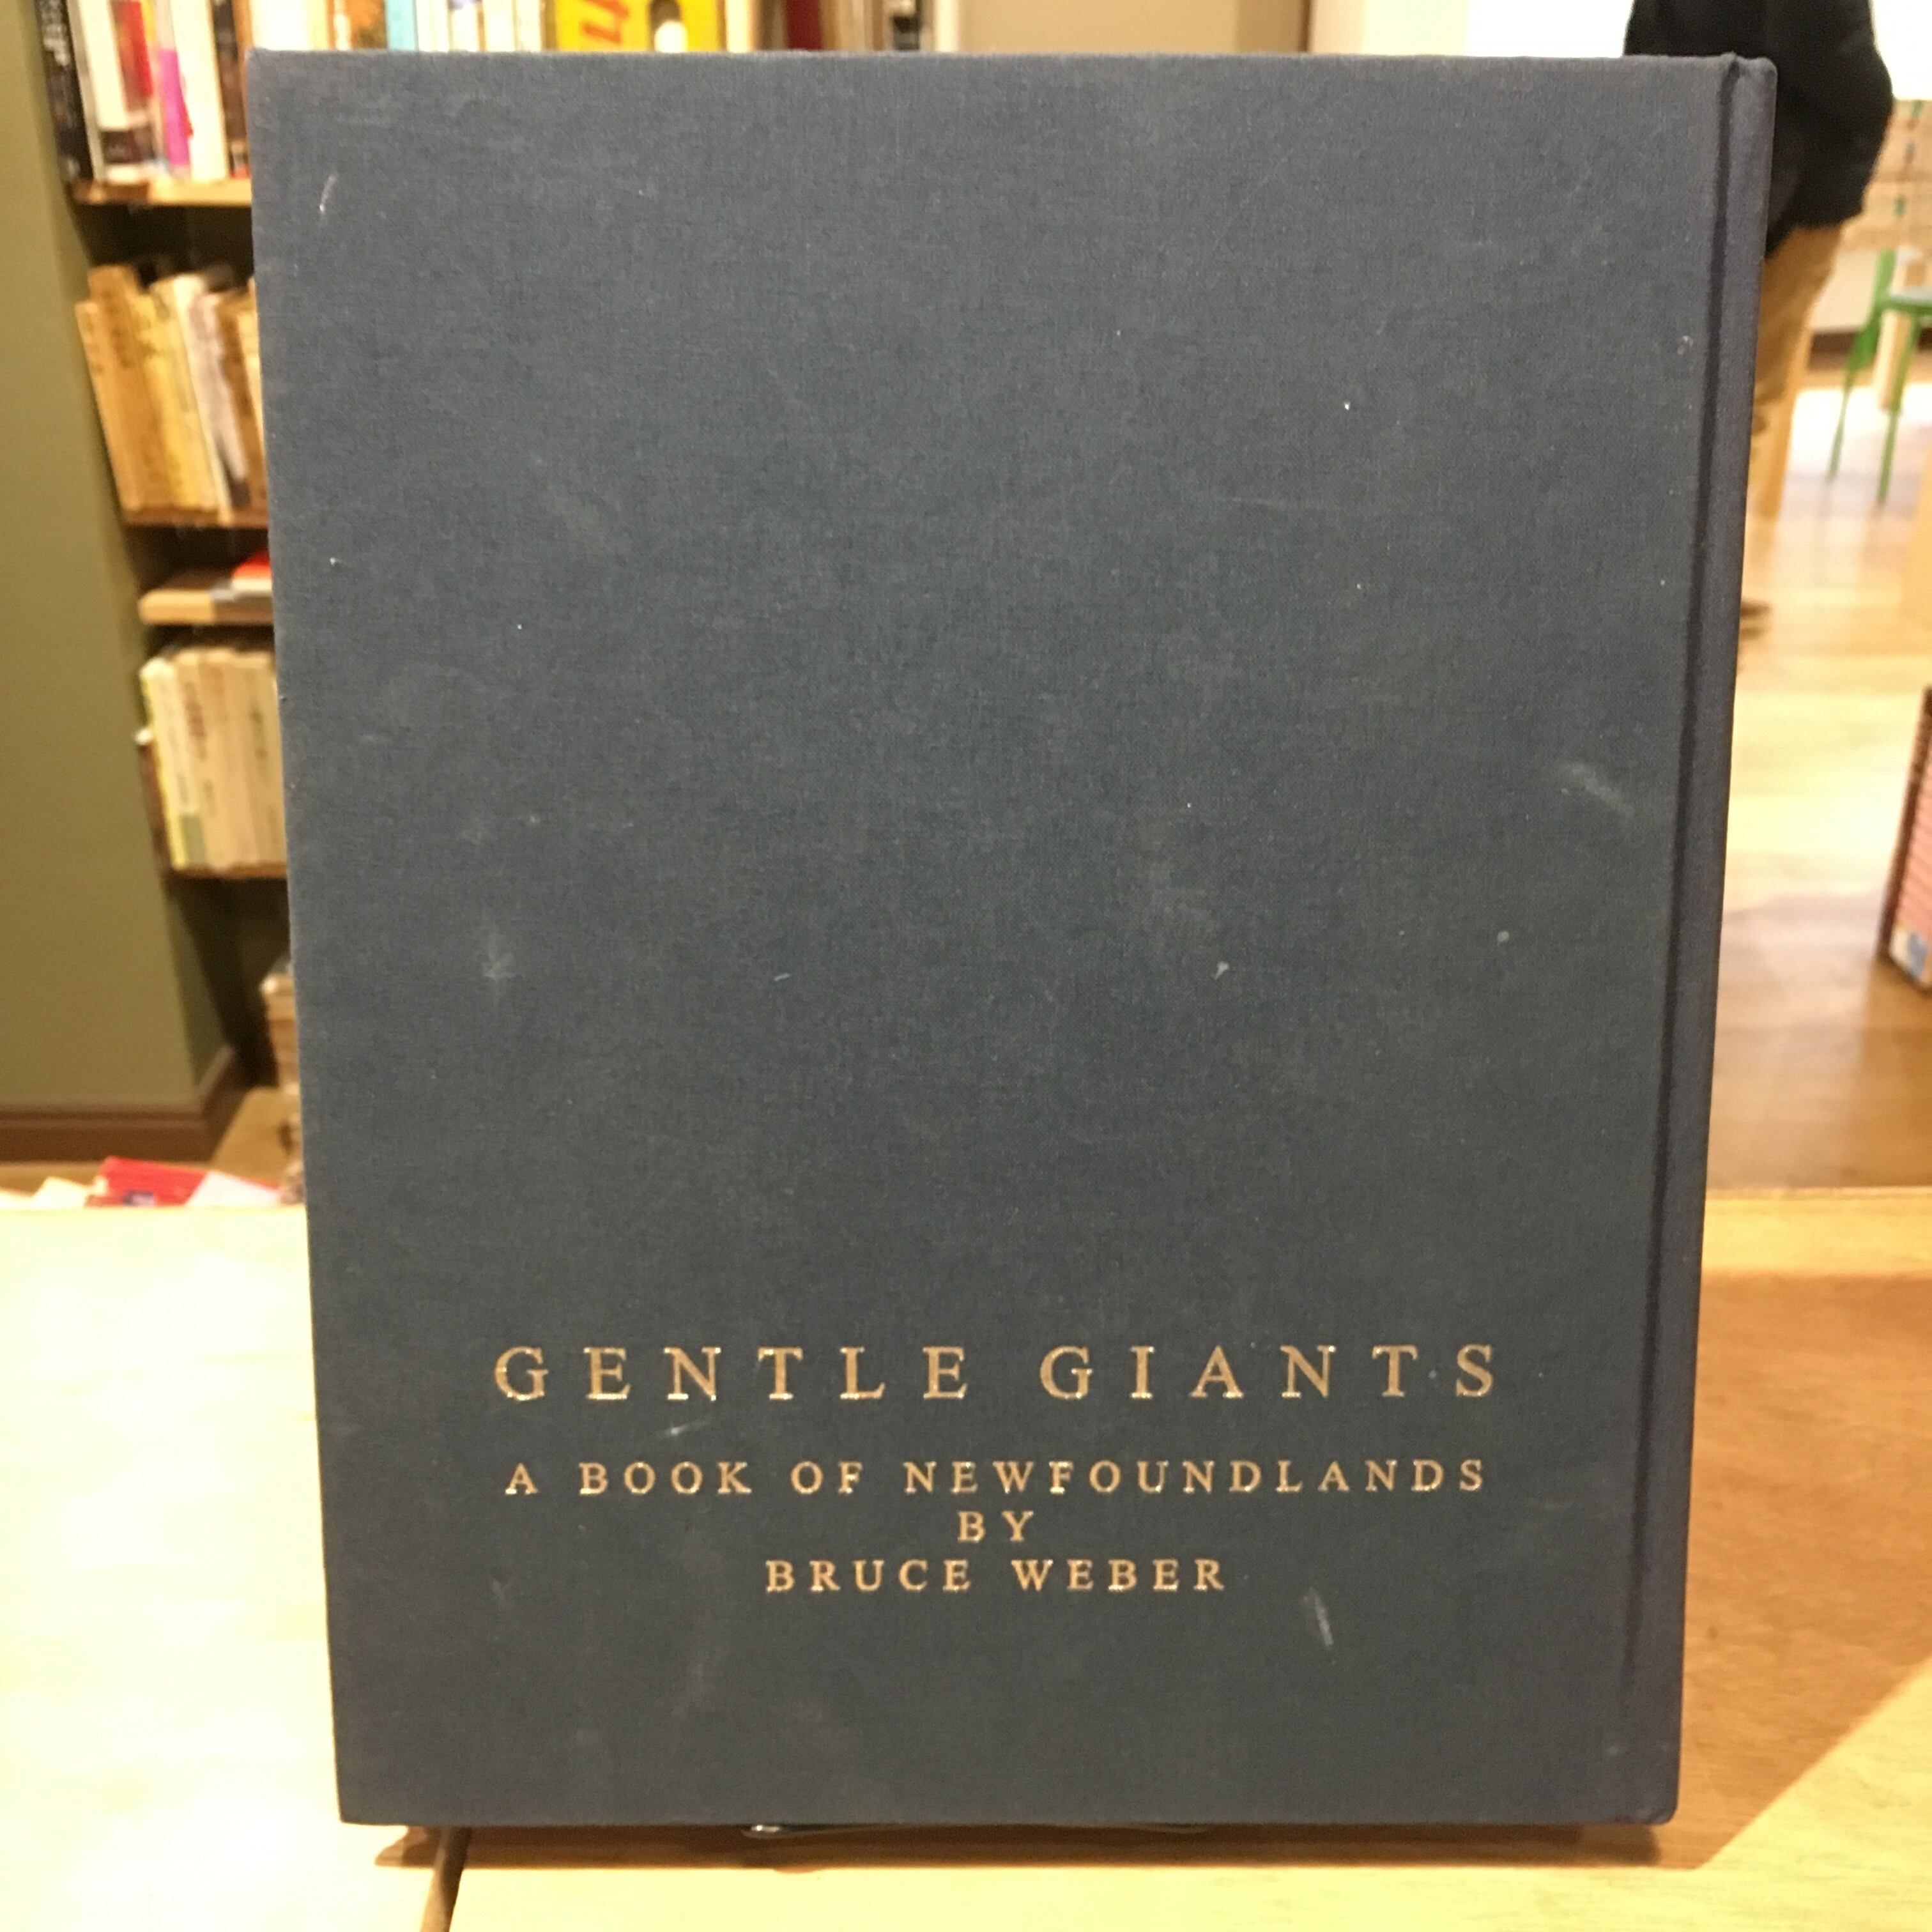 GENTLE GIANTS
A BOOK OF NEWFOUNDLANDS
BY
BRUCE WEBER